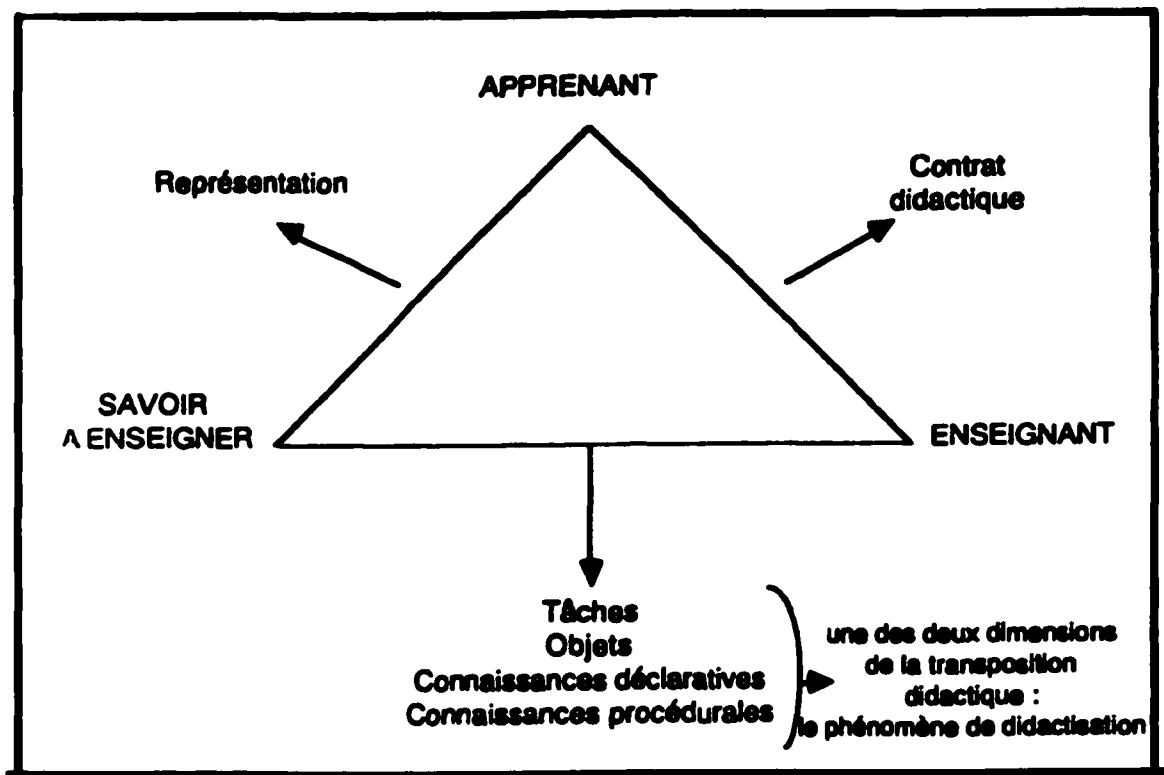 APPRENANT
Représentation
Contrat
didactique
SAVOIR
A ENSEIGNER
ENSEIGNANT
Tâches
Objets
Connaissances déclaratives
Connaissances procédurales
une des deux dimensions
de la transposition
didactique :
le phénomène de didactisation